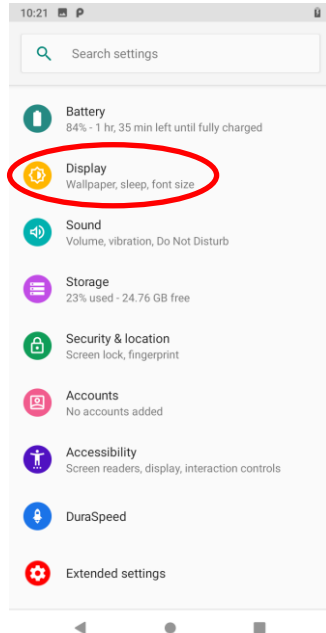 10:21
Search settings
Battery
84% - 1 hr, 35 min left until fully charged
Display
Wallpaper, sleep, font size
Sound
Volume, vibration, Do Not Disturb
Storage
23% used - 24.76 GB free
Security & location
Screen lock, fingerprint
Accounts
No accounts added
Accessibility
Screen readers, display, interaction controls
DuraSpeed
Extended settings